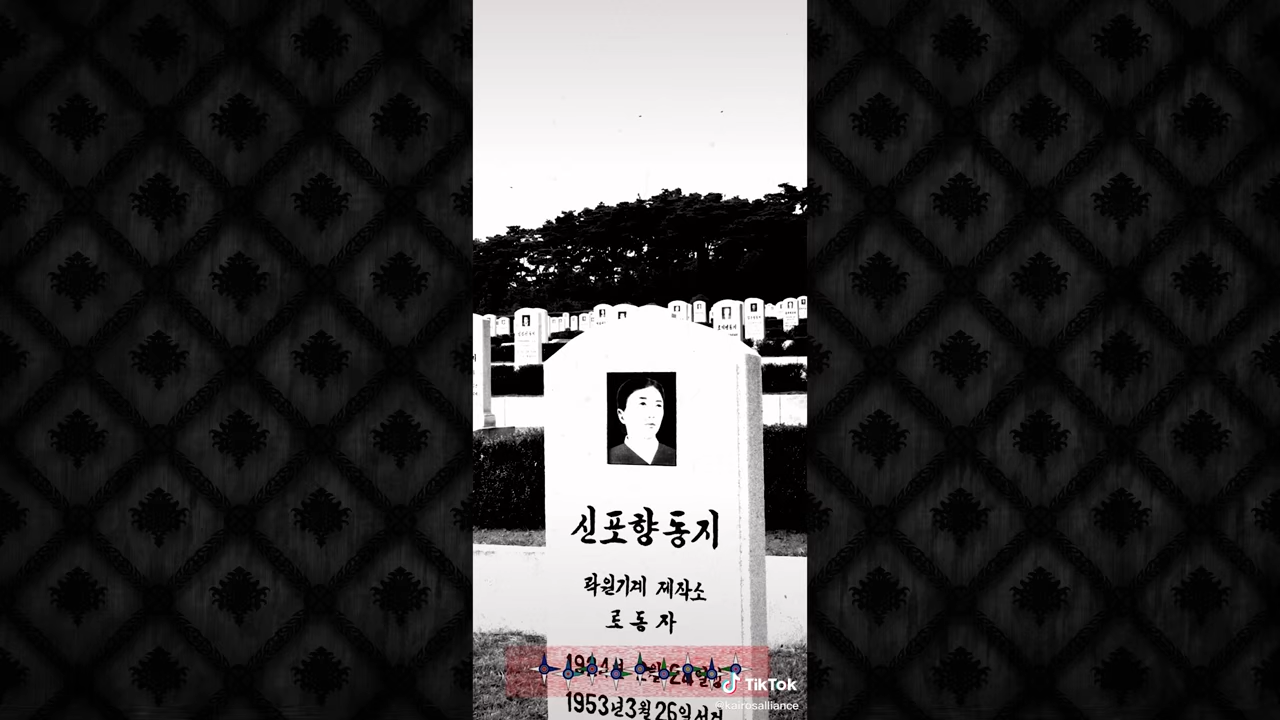 신포향동지
락원기계 제작소
로동자
1953년3월26일서거
TikTok
@kairosalliance